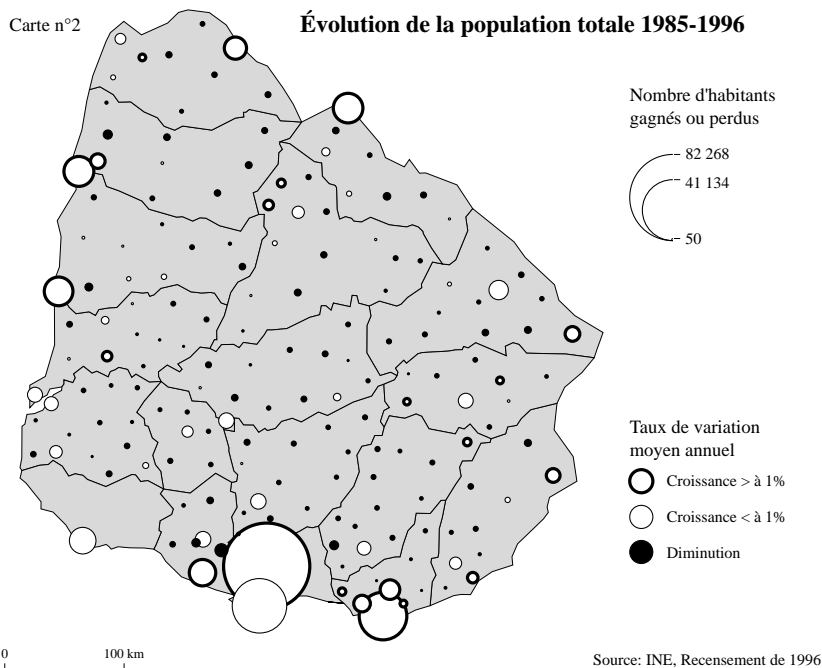 Carte n°2
Évolution de la population totale 1985-1996
Nombre d'habitants
gagnés ou perdus
82 268
41 134
50
Taux de variation
moyen annuel
Croissance > à 1%
Croissance < à 1%
Diminution
0 100 km
Source: INE, Recensement de 1996